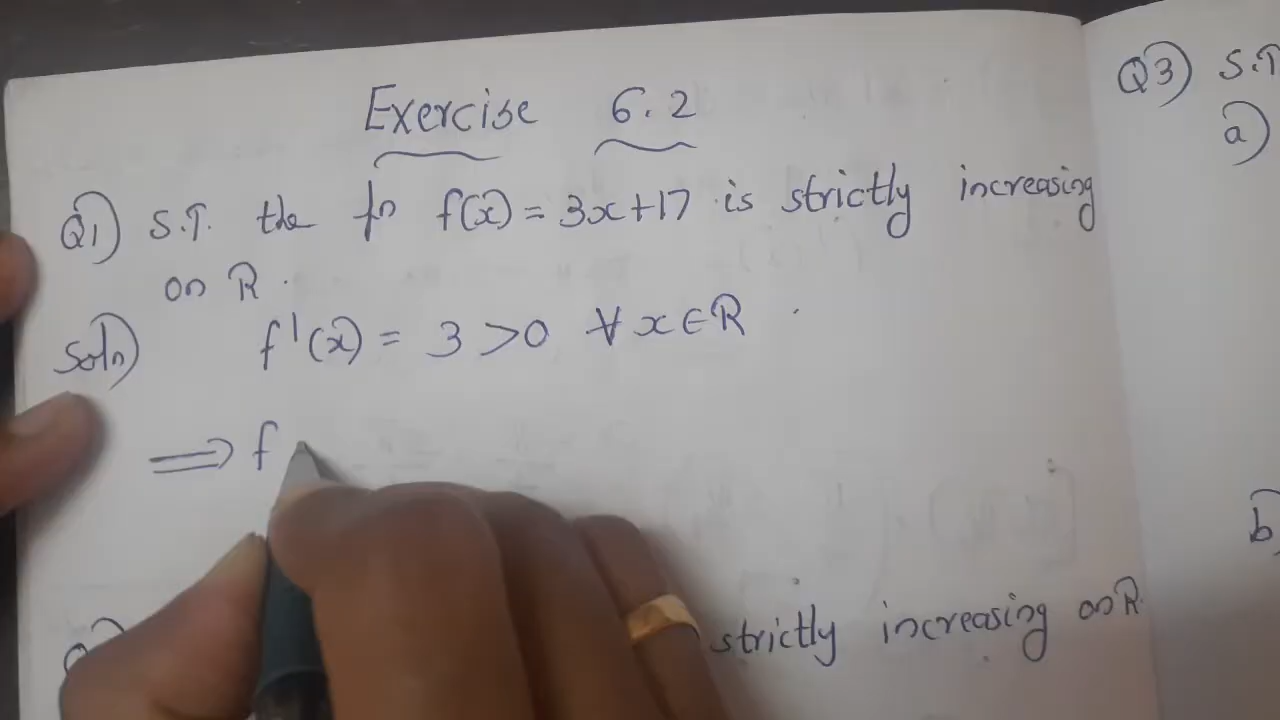 Exercise 6.2
Q1) S.T. the fn f(x) = 3x+17 is strictly increasing
on R.
Soln) f'(x) = 3 >0 ∀ x∈R .
⟹ f
strictly increasing on R.
Q3) S.T
a)
b)